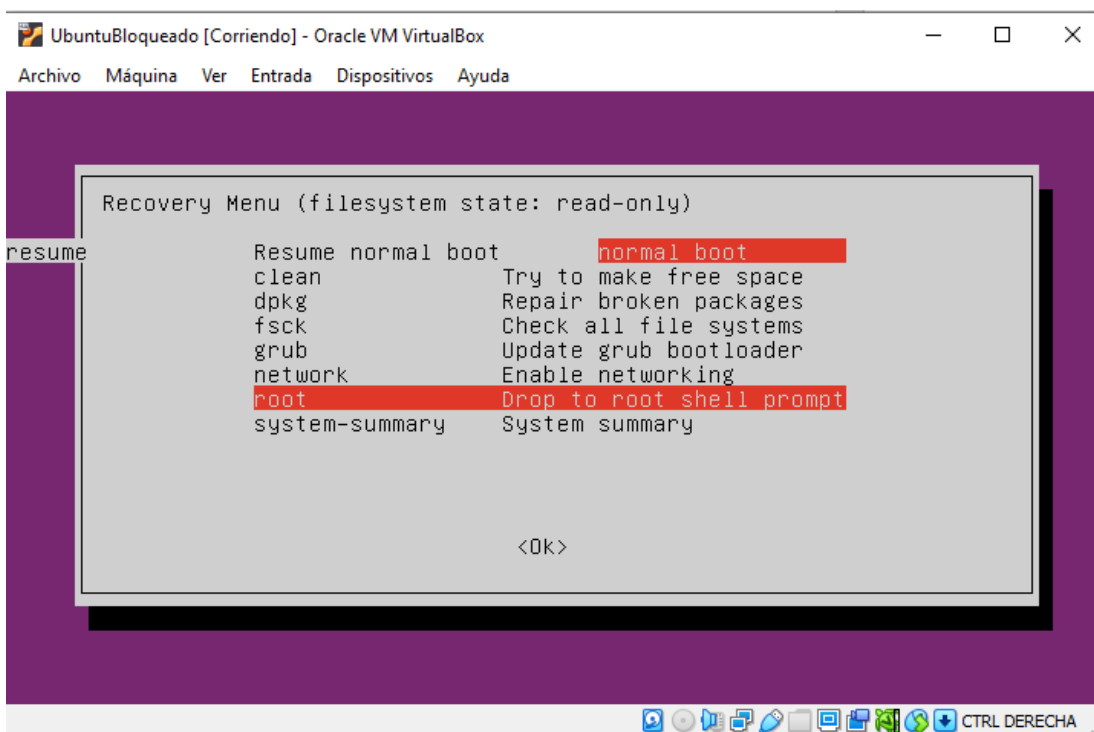 UbuntuBloqueado [Corriendo] - Oracle VM VirtualBox
Archivo Máquina Ver Entrada Dispositivos Ayuda
Recovery Menu (filesystem state: read-only)
resume Resume normal boot normal boot
clean Try to make free space
dpkg Repair broken packages
fsck Check all file systems
grub Update grub bootloader
network Enable networking
root Drop to root shell prompt
system-summary System summary
<Ok>
CTRL DERECHA